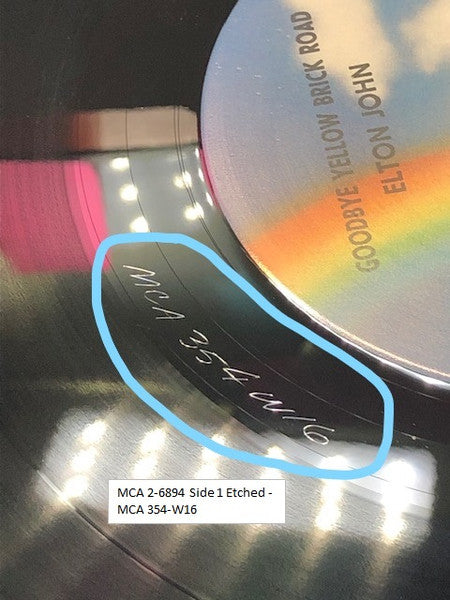 GOODBYE YELLOW BRICK ROAD
ELTON JOHN
MCA 354 W16
MCA 2-6894 Side 1 Etched -
MCA 354-W16